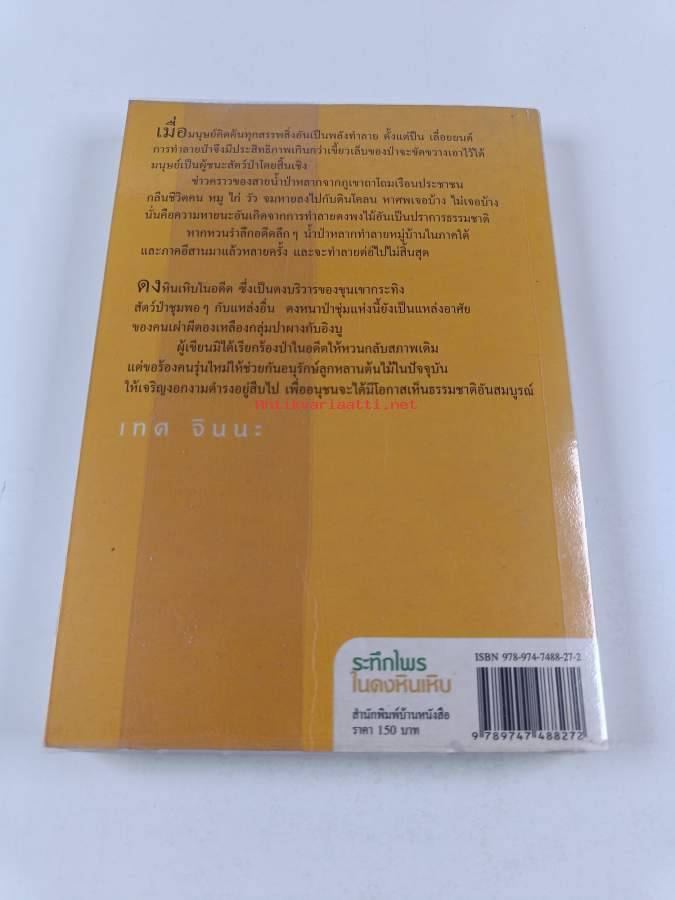 เมื่อมนุษย์คิดค้นทุกสรรพสิ่งอันเป็นพลังทำลาย ตั้งแต่ปืน เลื่อยยนต์
การทำลายป่าจึงมีประสิทธิภาพเกินกว่าเขี้ยวเล็บของป่าจะขัดขวางเอาไว้ได้
มนุษย์เป็นผู้ชนะสัตว์ป่าโดยสิ้นเชิง
ข่าวคราวของสายน้ำป่าหลากจากภูเขาถาโถมเรือนประชาชน
กลืนชีวิตคน หมู ไก่ วัว จมหายลงไปกับดินโคลน หาศพเจอบ้าง ไม่เจอบ้าง
นั่นคือความหายนะอันเกิดจากการทำลายดงพงไม้อันเป็นปราการธรรมชาติ
หากหวนรำลึกอดีตลึกๆ น้ำป่าหลากทำลายหมู่บ้านในภาคใต้
และภาคอีสานมาแล้วหลายครั้ง และจะทำลายต่อไปไม่สิ้นสุด
ดงหินเหิบในอดีต ซึ่งเป็นดงบริวารของขุนเขากระทิง
สัตว์ป่าชุมพอๆ กับแหล่งอื่น ดงหนาป่าชุ่มแห่งนี้ยังเป็นแหล่งอาศัย
ของคนเผ่าผีตองเหลืองกลุ่มปาผางกับอิงบู
ผู้เขียนมิได้เรียกร้องป่าในอดีตให้หวนกลับสภาพเดิม
แต่ขอร้องคนรุ่นใหม่ให้ช่วยกันอนุรักษ์ลูกหลานต้นไม้ในปัจจุบัน
ให้เจริญงอกงามดำรงอยู่สืบไป เพื่ออนุชนจะได้มีโอกาสเห็นธรรมชาติอันสมบูรณ์
Antikvariaatti.net
เทศ จินนะ
ระทึกไพร
ในดงหินเหิบ
สำนักพิมพ์บ้านหนังสือ
ราคา 150 บาท
ISBN 978-974-7488-27-2
9 789747 488272